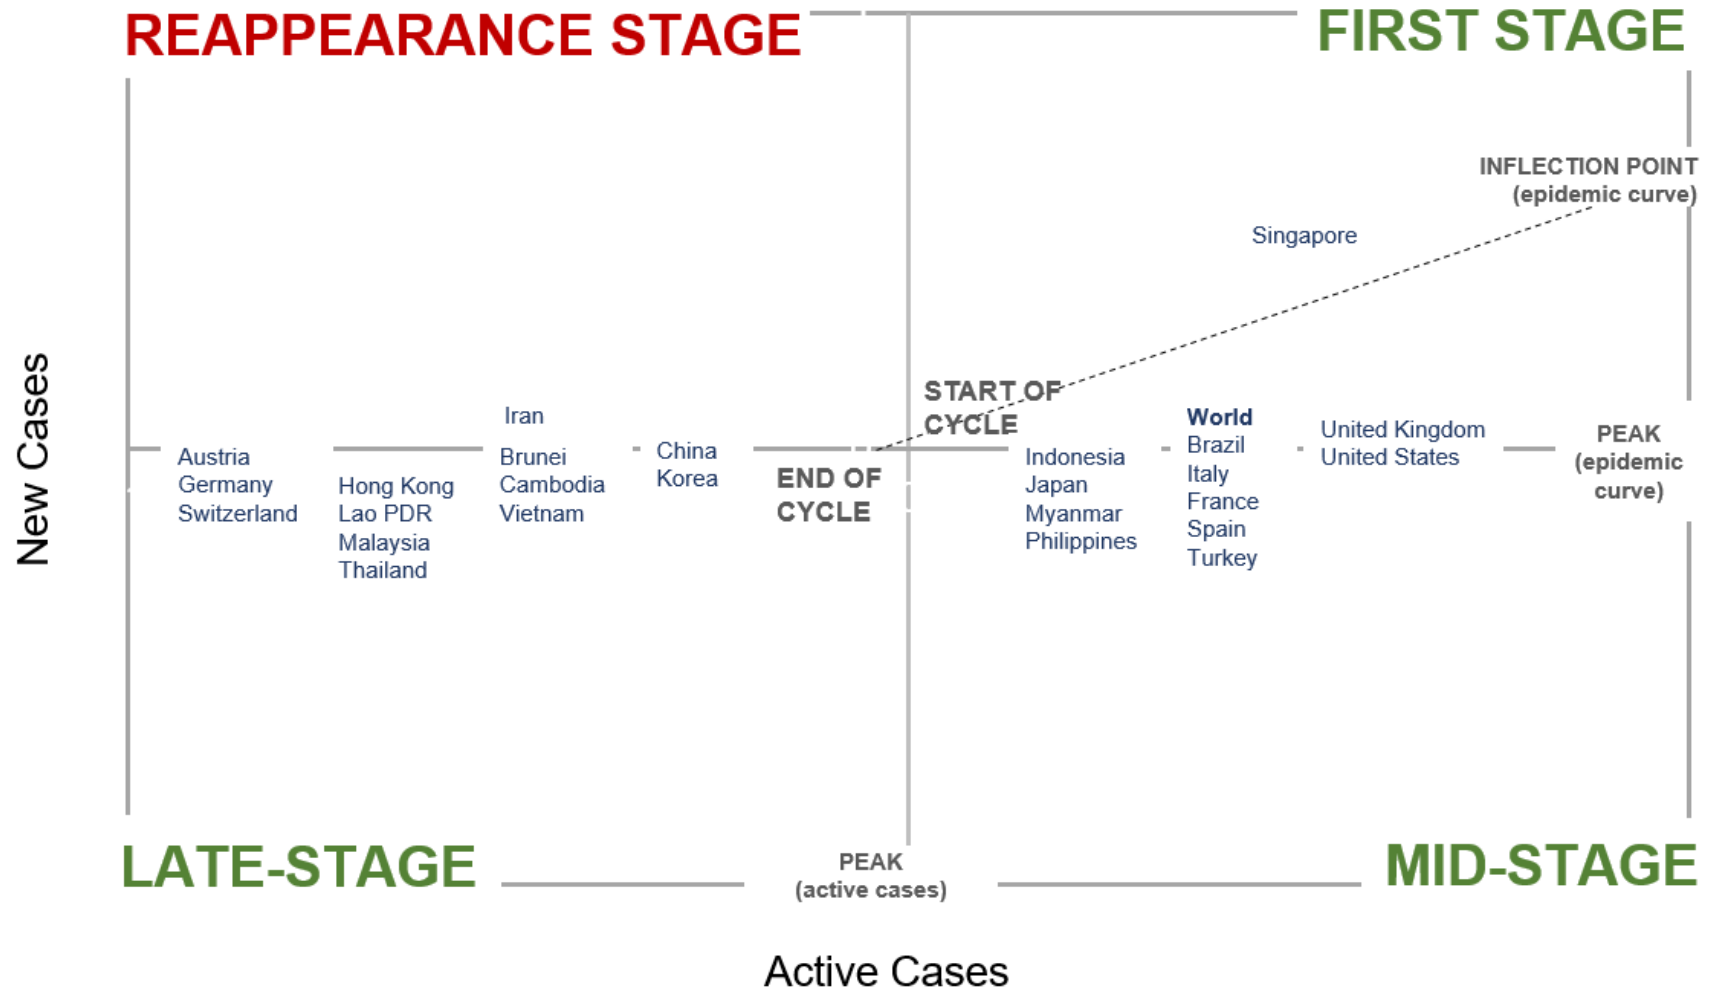 REAPPEARANCE STAGE
FIRST STAGE
INFLECTION POINT
(epidemic curve)
Singapore
New Cases
START OF
CYCLE
END OF
CYCLE
Iran
Austria
Germany
Switzerland
Hong Kong
Lao PDR
Malaysia
Thailand
Brunei
Cambodia
Vietnam
China
Korea
Indonesia
Japan
Myanmar
Philippines
World
Brazil
Italy
France
Spain
Turkey
United Kingdom
United States
PEAK
(epidemic
curve)
LATE-STAGE
PEAK
(active cases)
MID-STAGE
Active Cases